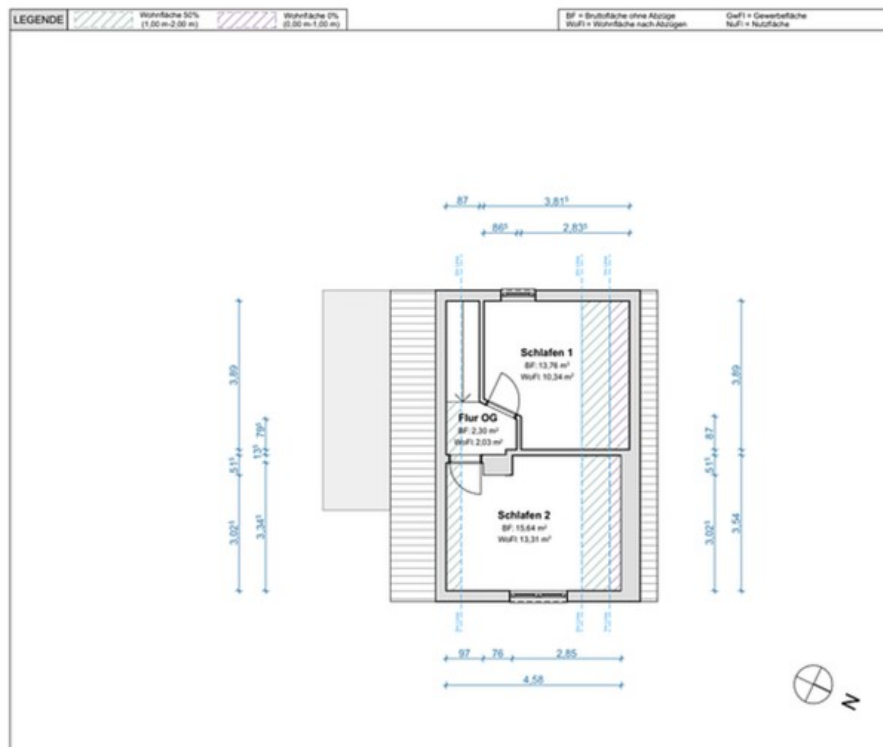 LEGENDE
Wohnfläche 50%
(1,00 m-2,00 m)
Wohnfläche 0%
(0,00 m-1,00 m)
BF = Bruttofläche ohne Abzüge
WoFl = Wohnfläche nach Abzügen
GwFl = Gewerbefläche
NuFl = Nutzfläche
87
3,81⁵
86⁵
2,83⁵
3,89
79⁵
13⁵
51⁵
3,34⁵
3,02⁵
Schlafen 1
BF: 13,76 m²
WoFl: 10,34 m²
Flur OG
BF: 2,30 m²
WoFl: 2,03 m²
Schlafen 2
BF: 15,64 m²
WoFl: 13,31 m²
87
51⁵
3,02⁵
3,89
3,54
97
76
2,85
4,58
N